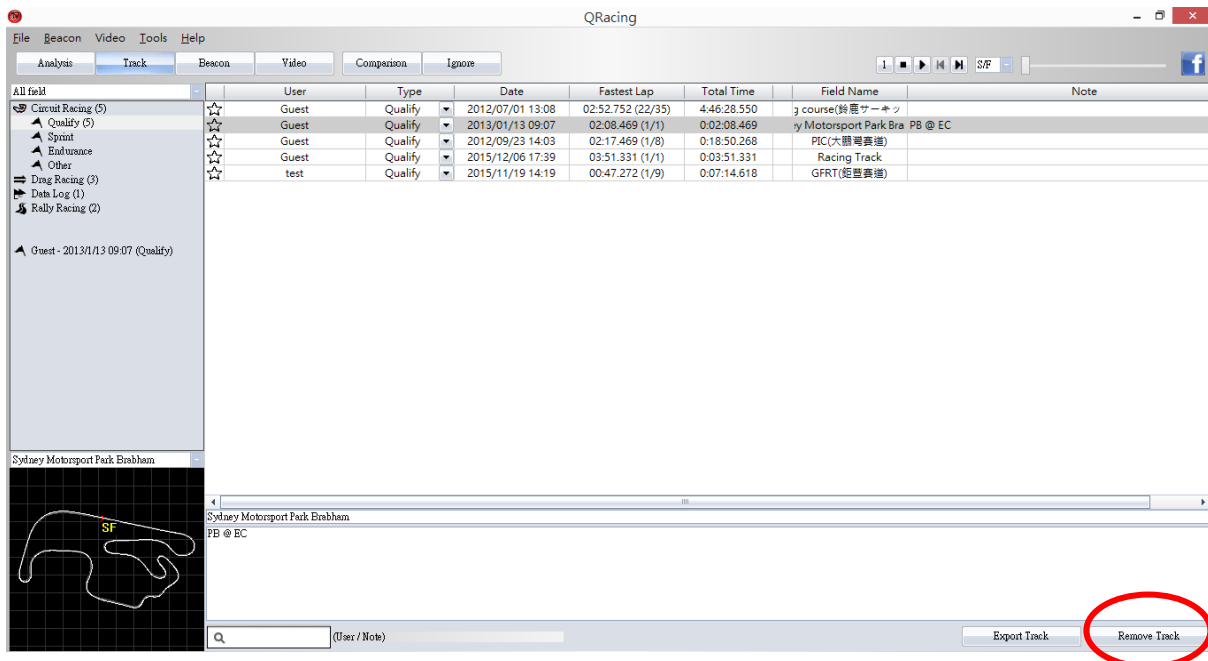 QRacing
File Beacon Video Tools Help
Analysis Track Beacon Video Comparison Ignore 1 S/F
All field User Type Date Fastest Lap Total Time Field Name Note
Circuit Racing (5)
Qualify (5)
Sprint
Endurance
Other
Drag Racing (3)
Data Log (1)
Rally Racing (2)
Guest - 2013/1/13 09:07 (Qualify)
Guest Qualify 2012/07/01 13:08 02:52.752 (22/35) 4:46:28.550 g course(鈴鹿サーキッ
Guest Qualify 2013/01/13 09:07 02:08.469 (1/1) 0:02:08.469 ey Motorsport Park Bra PB @ EC
Guest Qualify 2012/09/23 14:03 02:17.469 (1/8) 0:18:50.268 PIC(大鵬灣賽道)
Guest Qualify 2015/12/06 17:39 03:51.331 (1/1) 0:03:51.331 Racing Track
test Qualify 2015/11/19 14:19 00:47.272 (1/9) 0:07:14.618 GFRT(鉅豐賽道)
Sydney Motorsport Park Brabham
SF
Sydney Motorsport Park Brabham
PB @ EC
(User / Note) Export Track Remove Track